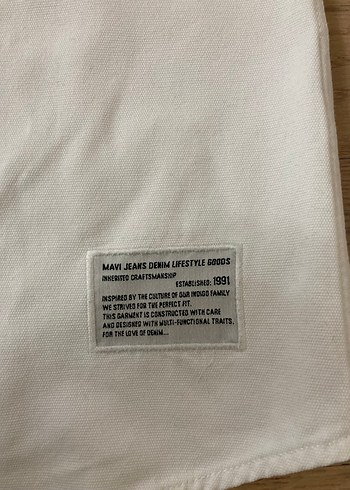 MAVI JEANS DENIM LIFESTYLE GOODS
INHERITED CRAFTSMANSHIP
ESTABLISHED: 1991
INSPIRED BY THE CULTURE OF OUR INDIGO FAMILY
WE STRIVED FOR THE PERFECT FIT.
THIS GARMENT IS CONSTRUCTED WITH CARE
AND DESIGNED WITH MULTI-FUNCTIONAL TRAITS.
FOR THE LOVE OF DENIM...